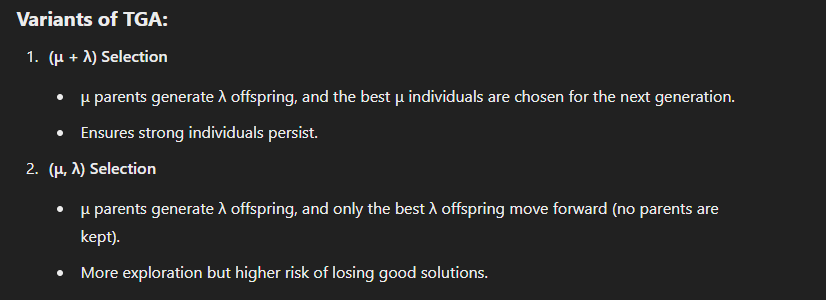 Variants of TGA:
1. (μ + λ) Selection
• μ parents generate λ offspring, and the best μ individuals are chosen for the next generation.
• Ensures strong individuals persist.
2. (μ, λ) Selection
• μ parents generate λ offspring, and only the best λ offspring move forward (no parents are
kept).
• More exploration but higher risk of losing good solutions.